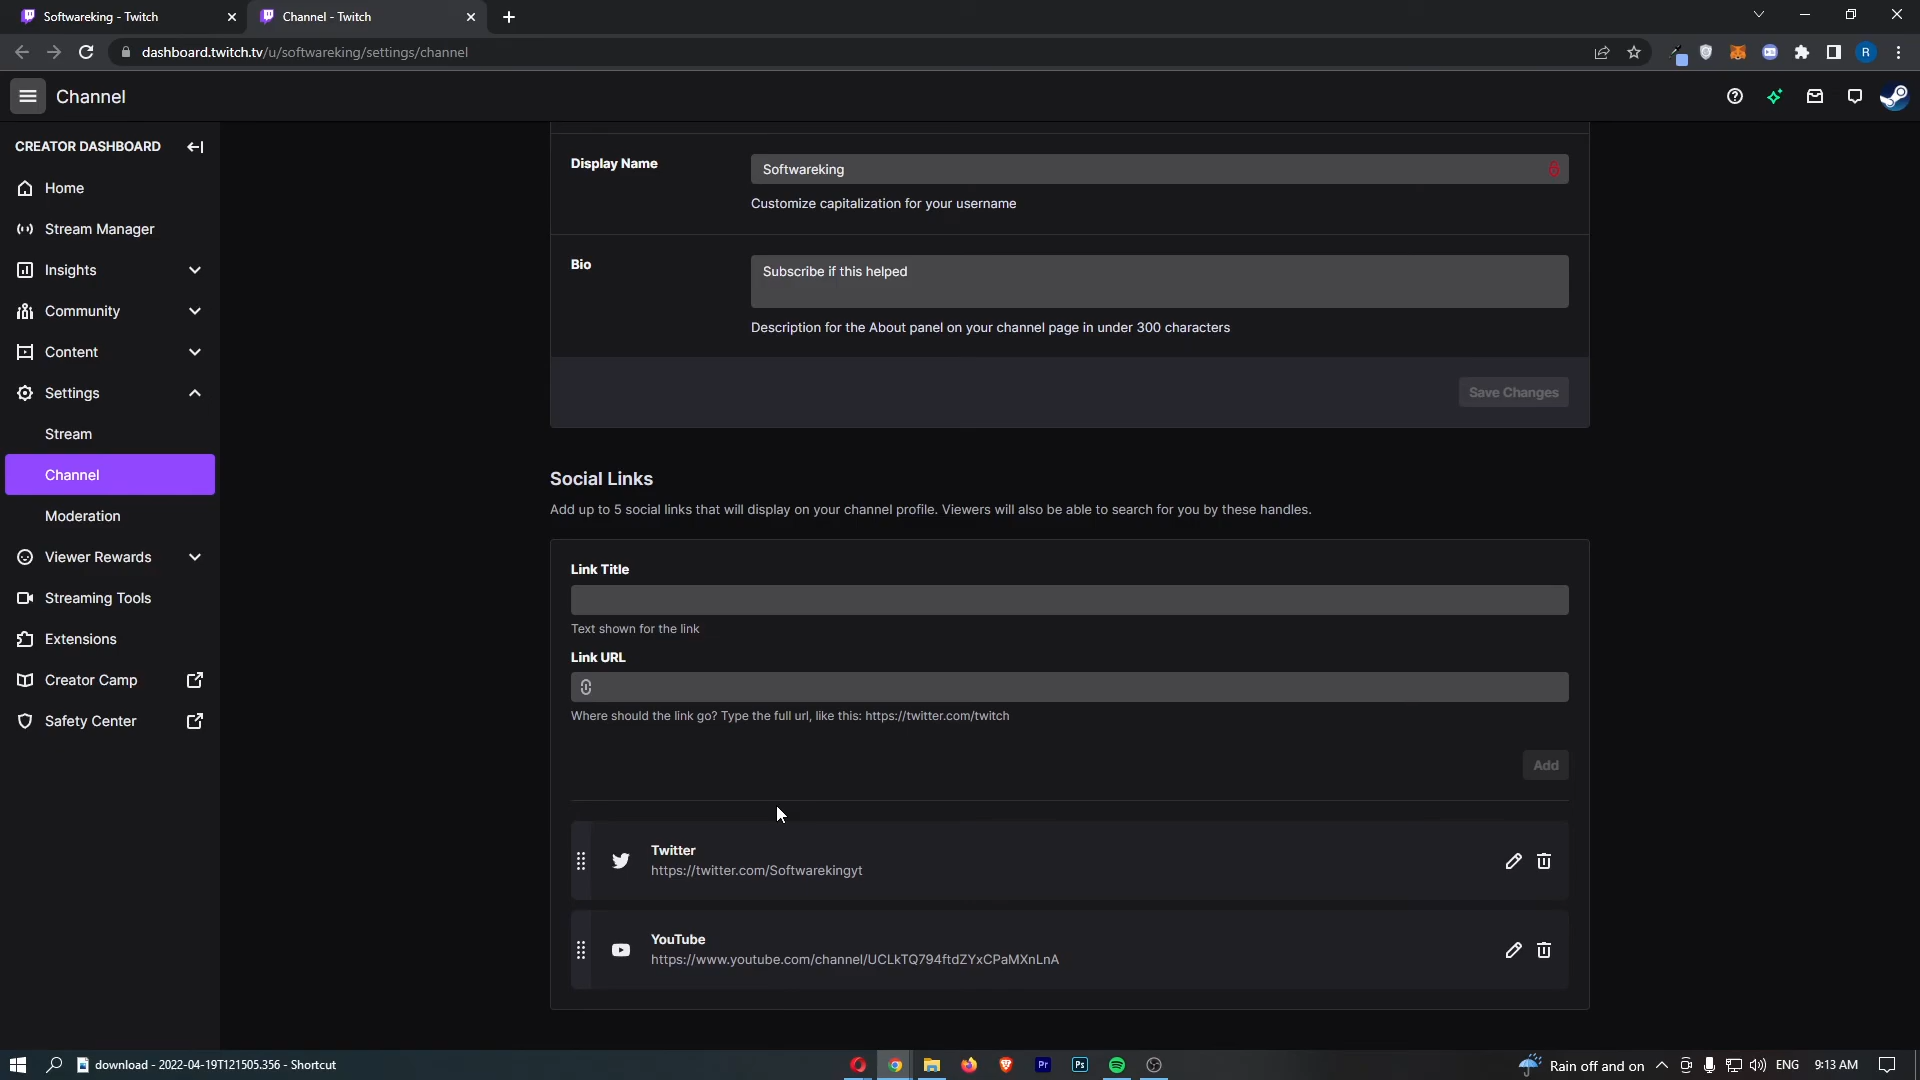 Softwareking - Twitch
Channel - Twitch
dashboard.twitch.tv/u/softwareking/settings/channel
R
Channel
CREATOR DASHBOARD
Home
Stream Manager
Insights
Community
Content
Settings
Stream
Channel
Moderation
Viewer Rewards
Streaming Tools
Extensions
Creator Camp
Safety Center
Display Name
Softwareking
Customize capitalization for your username
Bio
Subscribe if this helped
Description for the About panel on your channel page in under 300 characters
Save Changes
Social Links
Add up to 5 social links that will display on your channel profile. Viewers will also be able to search for you by these handles.
Link Title
Text shown for the link
Link URL
Where should the link go? Type the full url, like this: https://twitter.com/twitch
Add
Twitter
https://twitter.com/Softwarekingyt
YouTube
https://www.youtube.com/channel/UCLkTQ794ftdZYxCPaMXnLnA
download - 2022-04-19T121505.356 - Shortcut
Pr
Ps
Rain off and on
ENG
9:13 AM